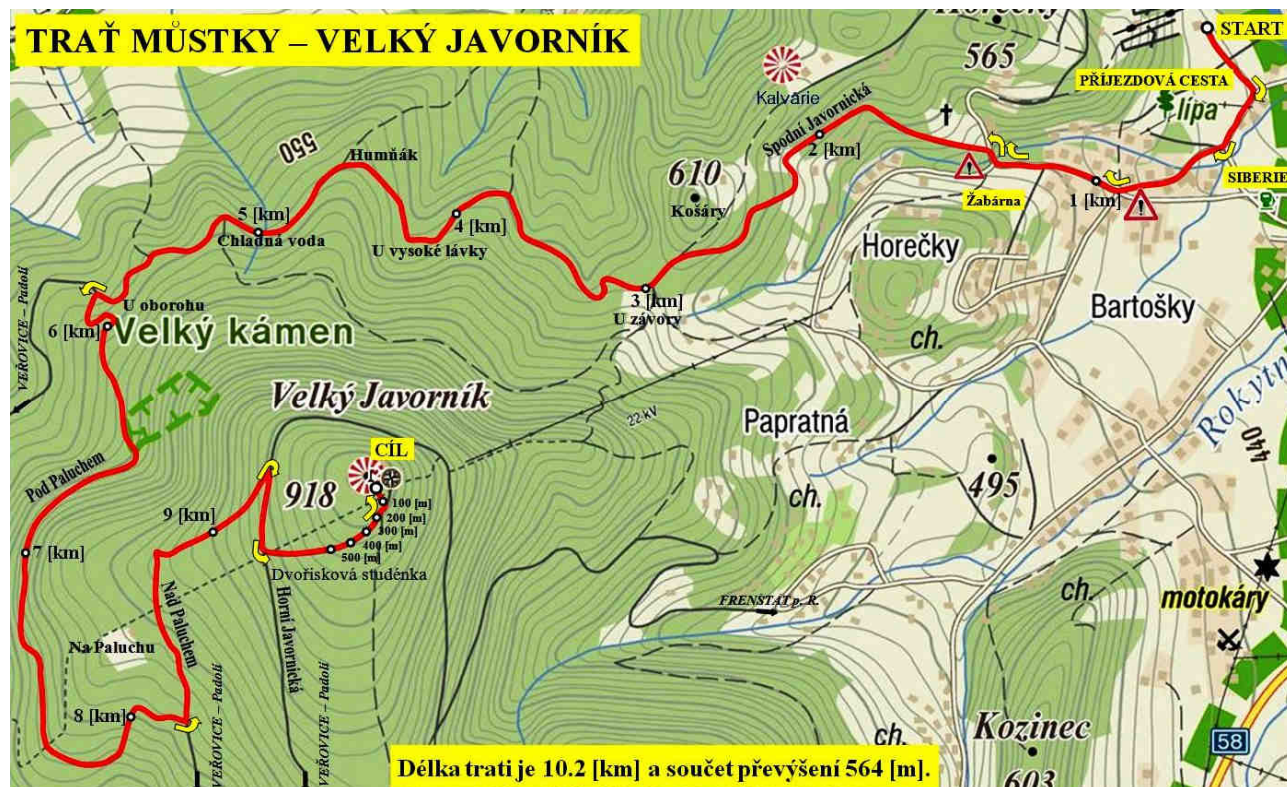 TRAŤ MŮSTKY – VELKÝ JAVORNÍK
START
565
PŘÍJEZDOVÁ CESTA
Kalvárie
lípa
Spodní Javornická
550
Humňák
2 [km]
SIBERIE
610
Košáry
Žabárna
1 [km]
5 [km]
Chladná voda
4 [km]
U vysoké lávky
Horečky
3 [km]
U závory
Bartošky
VEŘOVICE – Padolí
U oborohu
6 [km]
Velký kámen
ch.
Rokytn
Velký Javorník
22 kV
Papratná
440
CÍL
Pod Paluchem
918
495
ch.
100 [m]
200 [m]
300 [m]
400 [m]
500 [m]
9 [km]
7 [km]
Dvořisková studénka
ch.
motokáry
FRENŠTÁT p. R.
Nad Paluchem
Horní Javornická
Na Paluchu
8 [km]
VEŘOVICE – Padolí
VEŘOVICE – Padolí
ch.
Kozinec
603
58
Délka trati je 10.2 [km] a součet převýšení 564 [m].